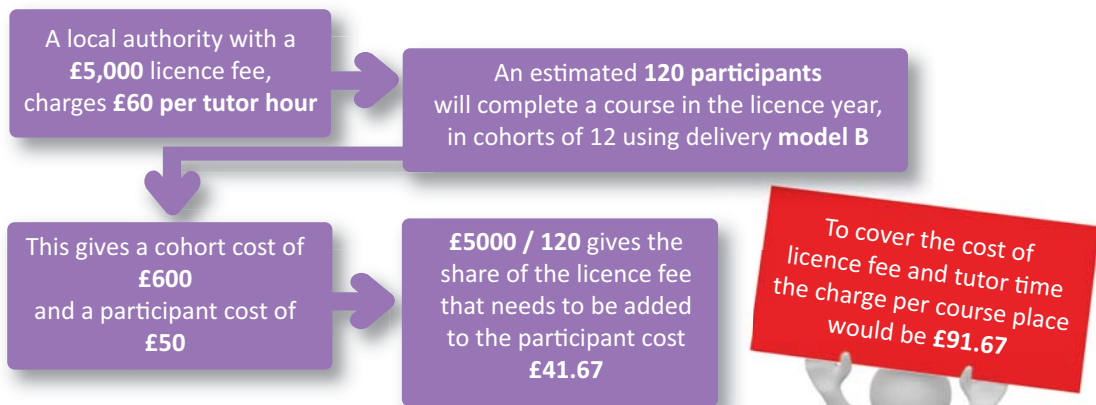 A local authority with a
£5,000 licence fee,
charges £60 per tutor hour
An estimated 120 participants
will complete a course in the licence year,
in cohorts of 12 using delivery model B
This gives a cohort cost of
£600
and a participant cost of
£50
£5000 / 120 gives the
share of the licence fee
that needs to be added
to the participant cost
£41.67
To cover the cost of
licence fee and tutor time
the charge per course place
would be £91.67